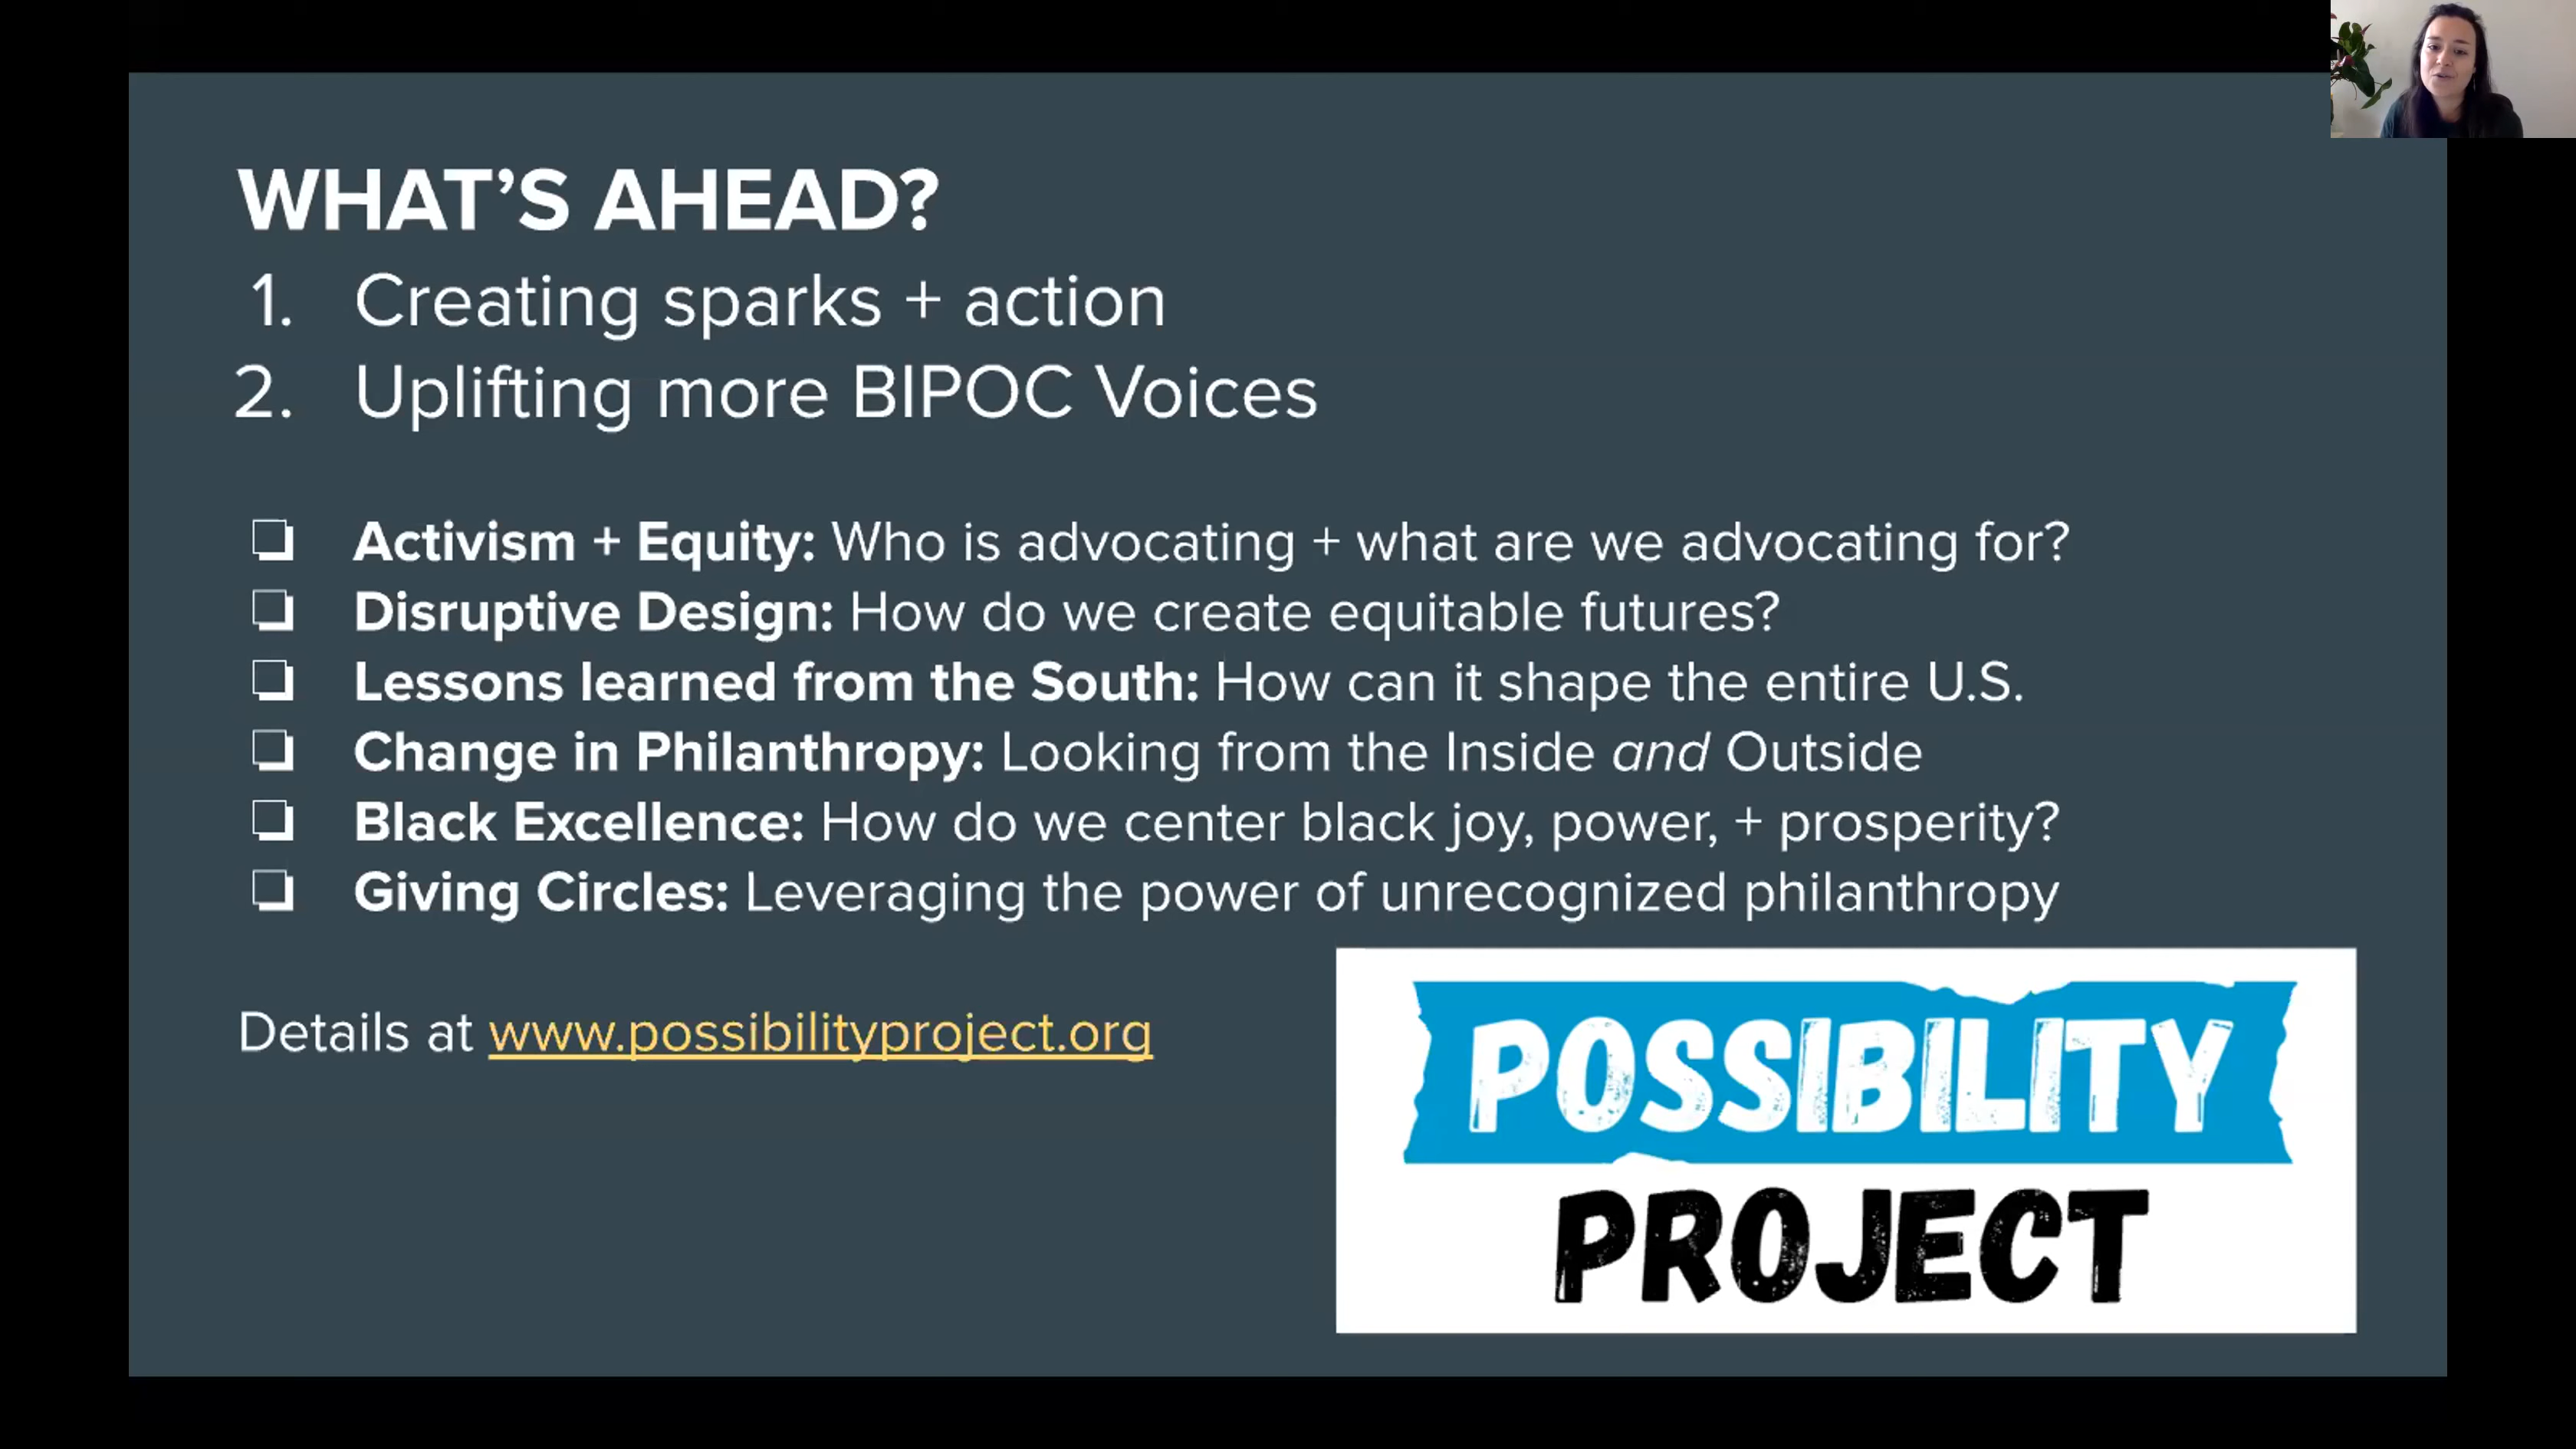 WHAT'S AHEAD?
1. Creating sparks + action
2. Uplifting more BIPOC Voices
❏ Activism + Equity: Who is advocating + what are we advocating for?
❏ Disruptive Design: How do we create equitable futures?
❏ Lessons learned from the South: How can it shape the entire U.S.
❏ Change in Philanthropy: Looking from the Inside and Outside
❏ Black Excellence: How do we center black joy, power, + prosperity?
❏ Giving Circles: Leveraging the power of unrecognized philanthropy
Details at www.possibilityproject.org
POSSIBILITY
PROJECT